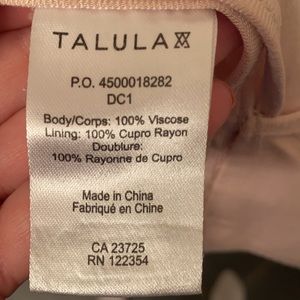 TALULA
P.O. 4500018282
DC1
Body/Corps: 100% Viscose
Lining: 100% Cupro Rayon
Doublure:
100% Rayonne de Cupro
Made in China
Fabriqué en Chine
CA 23725
RN 122354